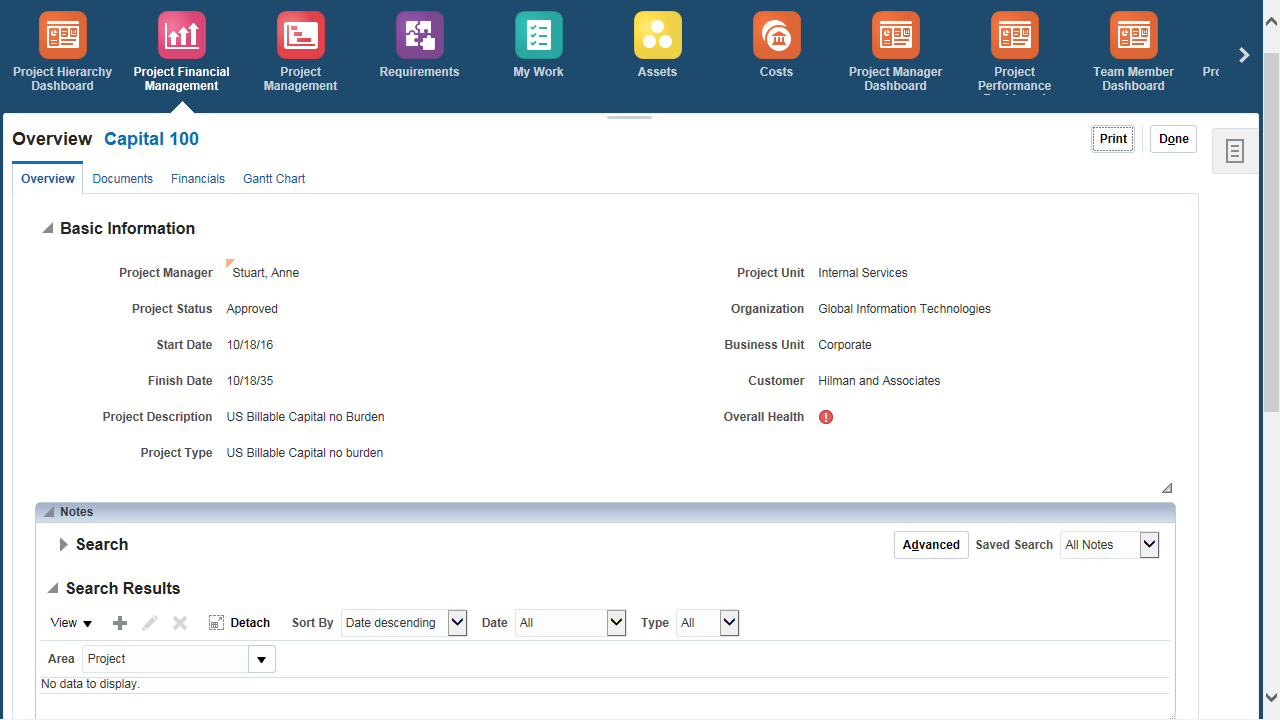 Project Hierarchy Dashboard
Project Financial Management
Project Management
Requirements
My Work
Assets
Costs
Project Manager Dashboard
Project Performance
Team Member Dashboard
Overview Capital 100
Print Done
Overview Documents Financials Gantt Chart
Basic Information
Project Manager Stuart, Anne
Project Unit Internal Services
Project Status Approved
Organization Global Information Technologies
Start Date 10/18/16
Business Unit Corporate
Finish Date 10/18/35
Customer Hilman and Associates
Project Description US Billable Capital no Burden
Overall Health
Project Type US Billable Capital no burden
Notes
Search Advanced Saved Search All Notes
Search Results
View Detach Sort By Date descending Date All Type All
Area Project
No data to display.